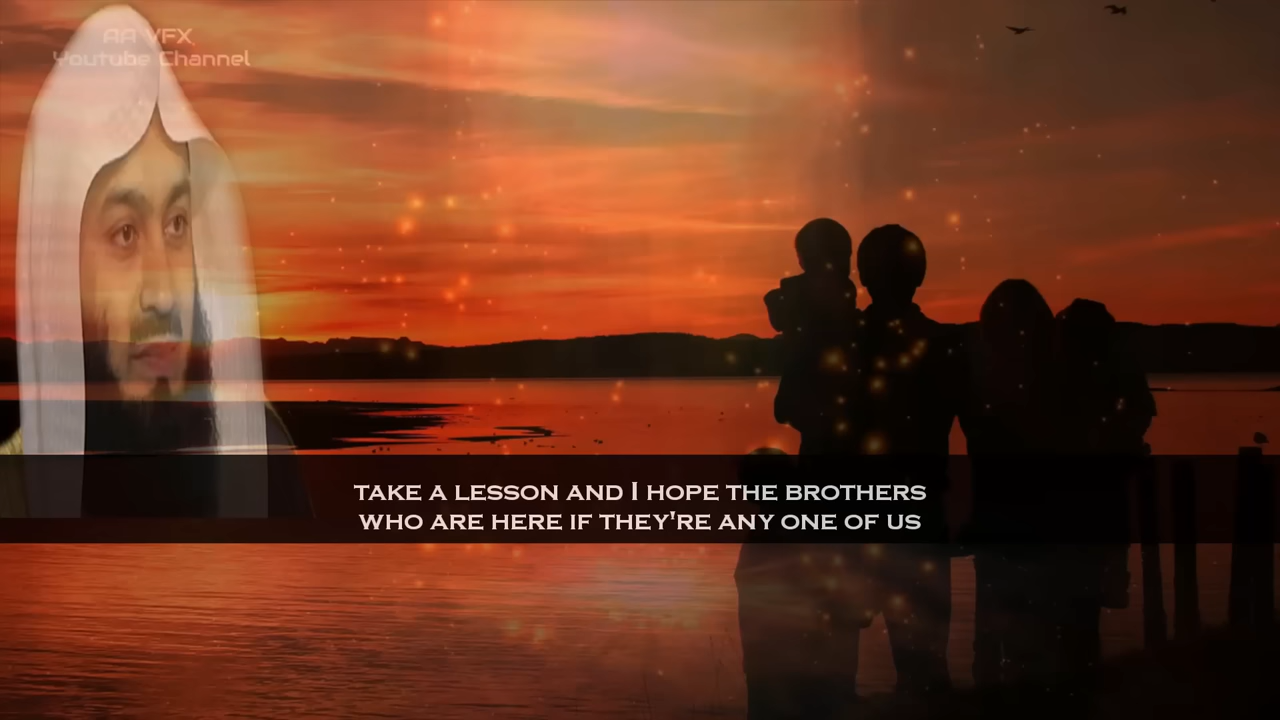 AA VFX
Youtube Channel
TAKE A LESSON AND I HOPE THE BROTHERS
WHO ARE HERE IF THEY'RE ANY ONE OF US